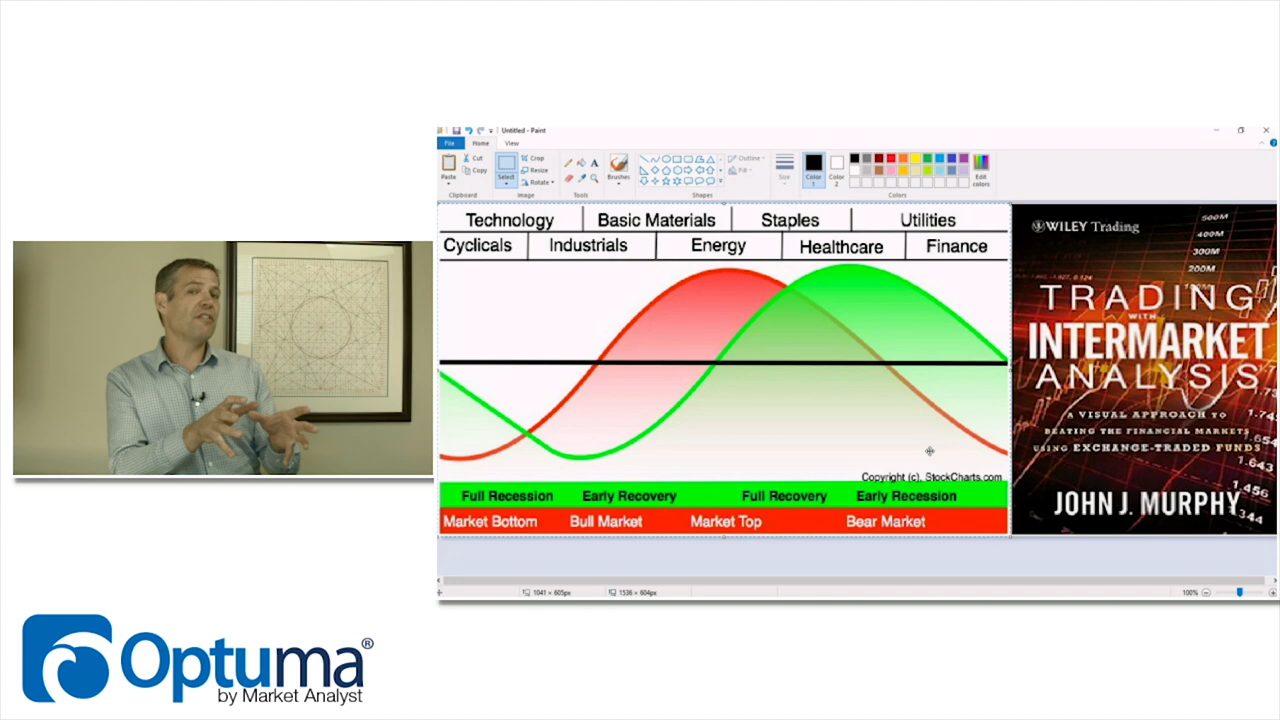 Untitled - Paint
File Home View
Paste
Cut
Copy
Clipboard
Select
Crop
Resize
Rotate
Image
Tools
Brushes
Shapes
Outline
Fill
Size
Color 1
Color 2
Colors
Edit colors
Technology Basic Materials Staples Utilities
Cyclicals Industrials Energy Healthcare Finance
Copyright (c), StockCharts.com
Full Recession Early Recovery Full Recovery Early Recession
Market Bottom Bull Market Market Top Bear Market
WILEY Trading
500M
400M
300M
200M
TRADING
WITH
INTERMARKET
ANALYSIS
A VISUAL APPROACH TO
BEATING THE FINANCIAL MARKETS
USING EXCHANGE-TRADED FUNDS
1.643
1.456
JOHN J. MURPHY
1041 × 605px 1536 × 604px 100%
Optuma®
by Market Analyst